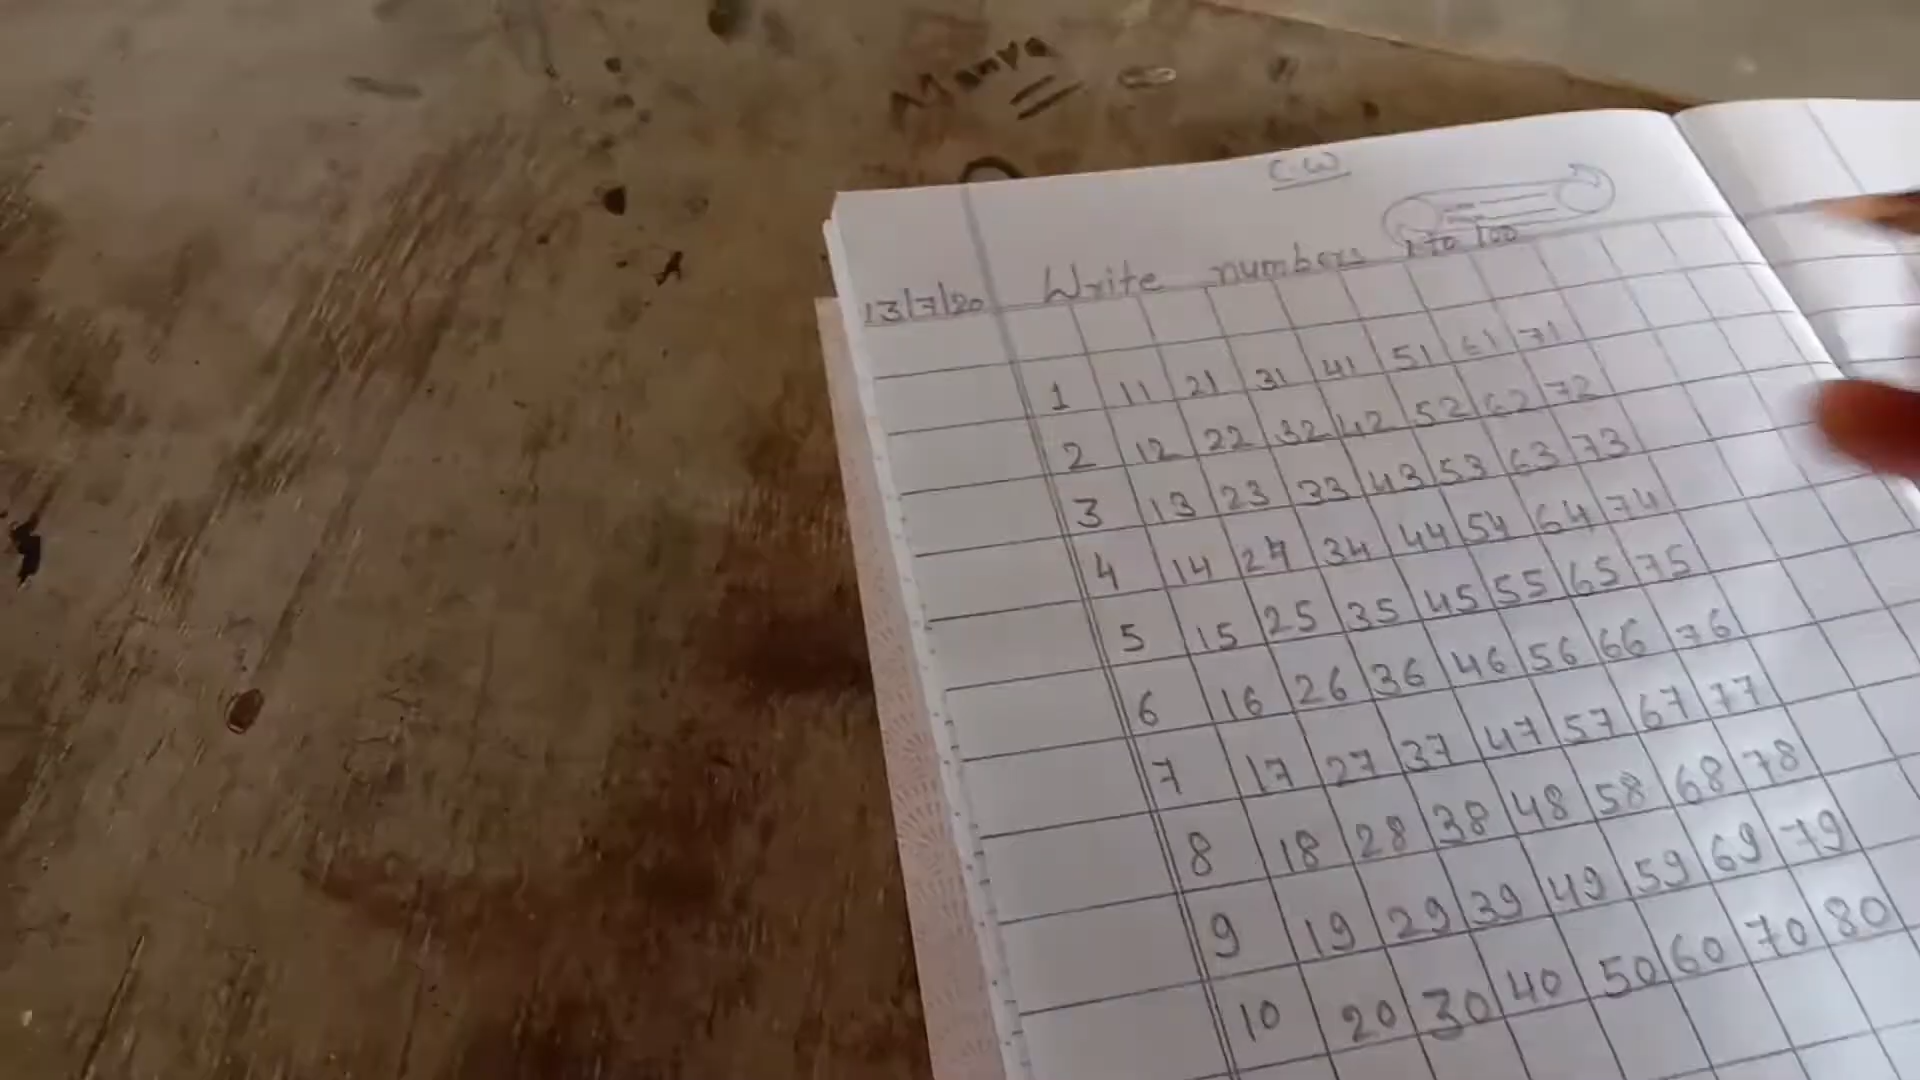 Manya
C.W
13/7/20 Write numbers 1 to 100
1 11 21 31 41 51 61 71
2 12 22 32 42 52 62 72
3 13 23 33 43 53 63 73
4 14 24 34 44 54 64 74
5 15 25 35 45 55 65 75
6 16 26 36 46 56 66 76
7 17 27 37 47 57 67 77
8 18 28 38 48 58 68 78
9 19 29 39 49 59 69 79
10 20 30 40 50 60 70 80